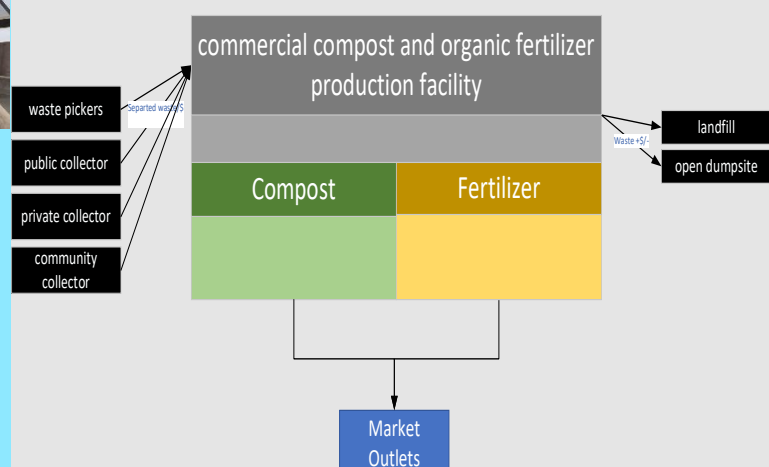 commercial compost and organic fertilizer
production facility
waste pickers
Separted waste/$
public collector
private collector
community
collector
landfill
Waste +$/-
open dumpsite
Compost
Fertilizer
Market
Outlets